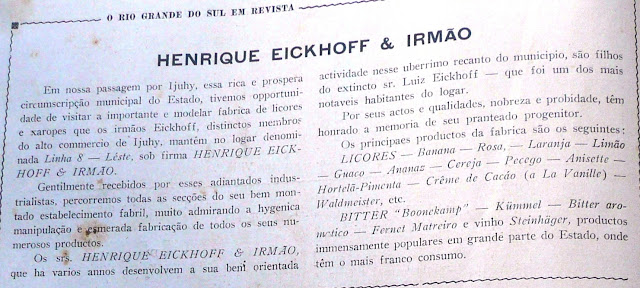 O RIO GRANDE DO SUL EM REVISTA
HENRIQUE EICKHOFF & IRMÃO
Em nossa passagem por Ijuhy, essa rica e prospera
circumscripção municipal do Estado, tivemos opportuni-
dade de visitar a importante e modelar fabrica de licores
e xaropes que os irmãos Eickhoff, distinctos membros
do alto commercio de Ijuhy, mantêm no logar denomi-
nada Linha 8 — Léste, sob firma HENRIQUE EICK-
HOFF & IRMÃO.
Gentilmente recebidos por esses adiantados indus-
trialistas, percorremos todas as secções do seu bem mon-
tado estabelecimento fabril, muito admirando a hygenica
manipulação e esmerada fabricação de todos os seus nu-
merosos productos.
Os srs. HENRIQUE EICKHOFF & IRMÃO,
que ha varios annos desenvolvem a sua bem orientada
actividade nesse uberrimo recanto do municipio, são filhos
do extincto sr. Luiz Eickhoff — que foi um dos mais
notaveis habitantes do logar.
Por seus actos e qualidades, nobreza e probidade, têm
honrado a memoria de seu pranteado progenitor.
Os principaes productos da fabrica são os seguintes:
LICORES — Banana — Rosa, — Laranja — Limão
— Guaco — Ananaz — Cereja — Pecego — Anisette —
Hortelã-Pimenta — Crême de Cacáo (a La Vanille) —
Waldmeister, etc.
BITTER "Boonekamp" — Kümmel — Bitter aro-
matico — Fernet Matreiro e vinho Steinhäger, productos
immensamente populares em grande parte do Estado, onde
têm o mais franco consumo.